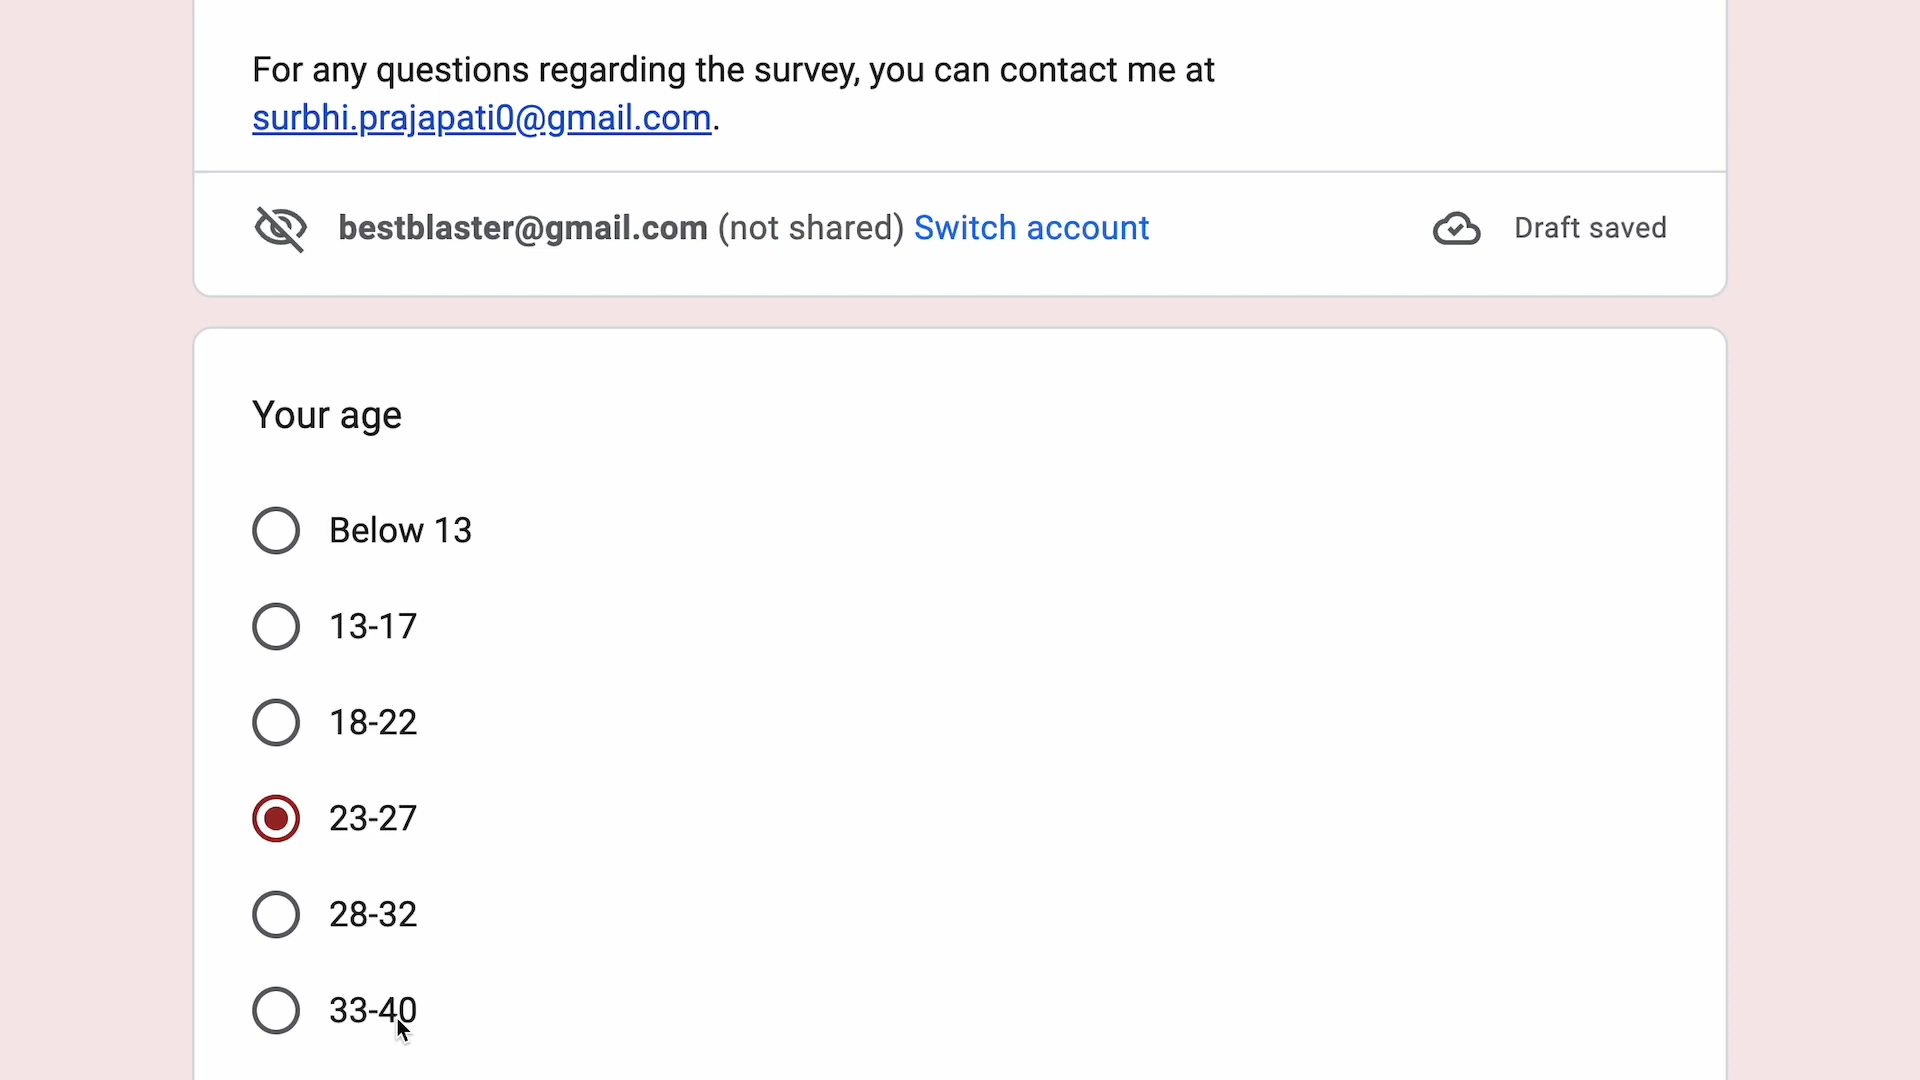 For any questions regarding the survey, you can contact me at
surbhi.prajapati0@gmail.com.
bestblaster@gmail.com (not shared) Switch account
Draft saved
Your age
Below 13
13-17
18-22
23-27
28-32
33-40